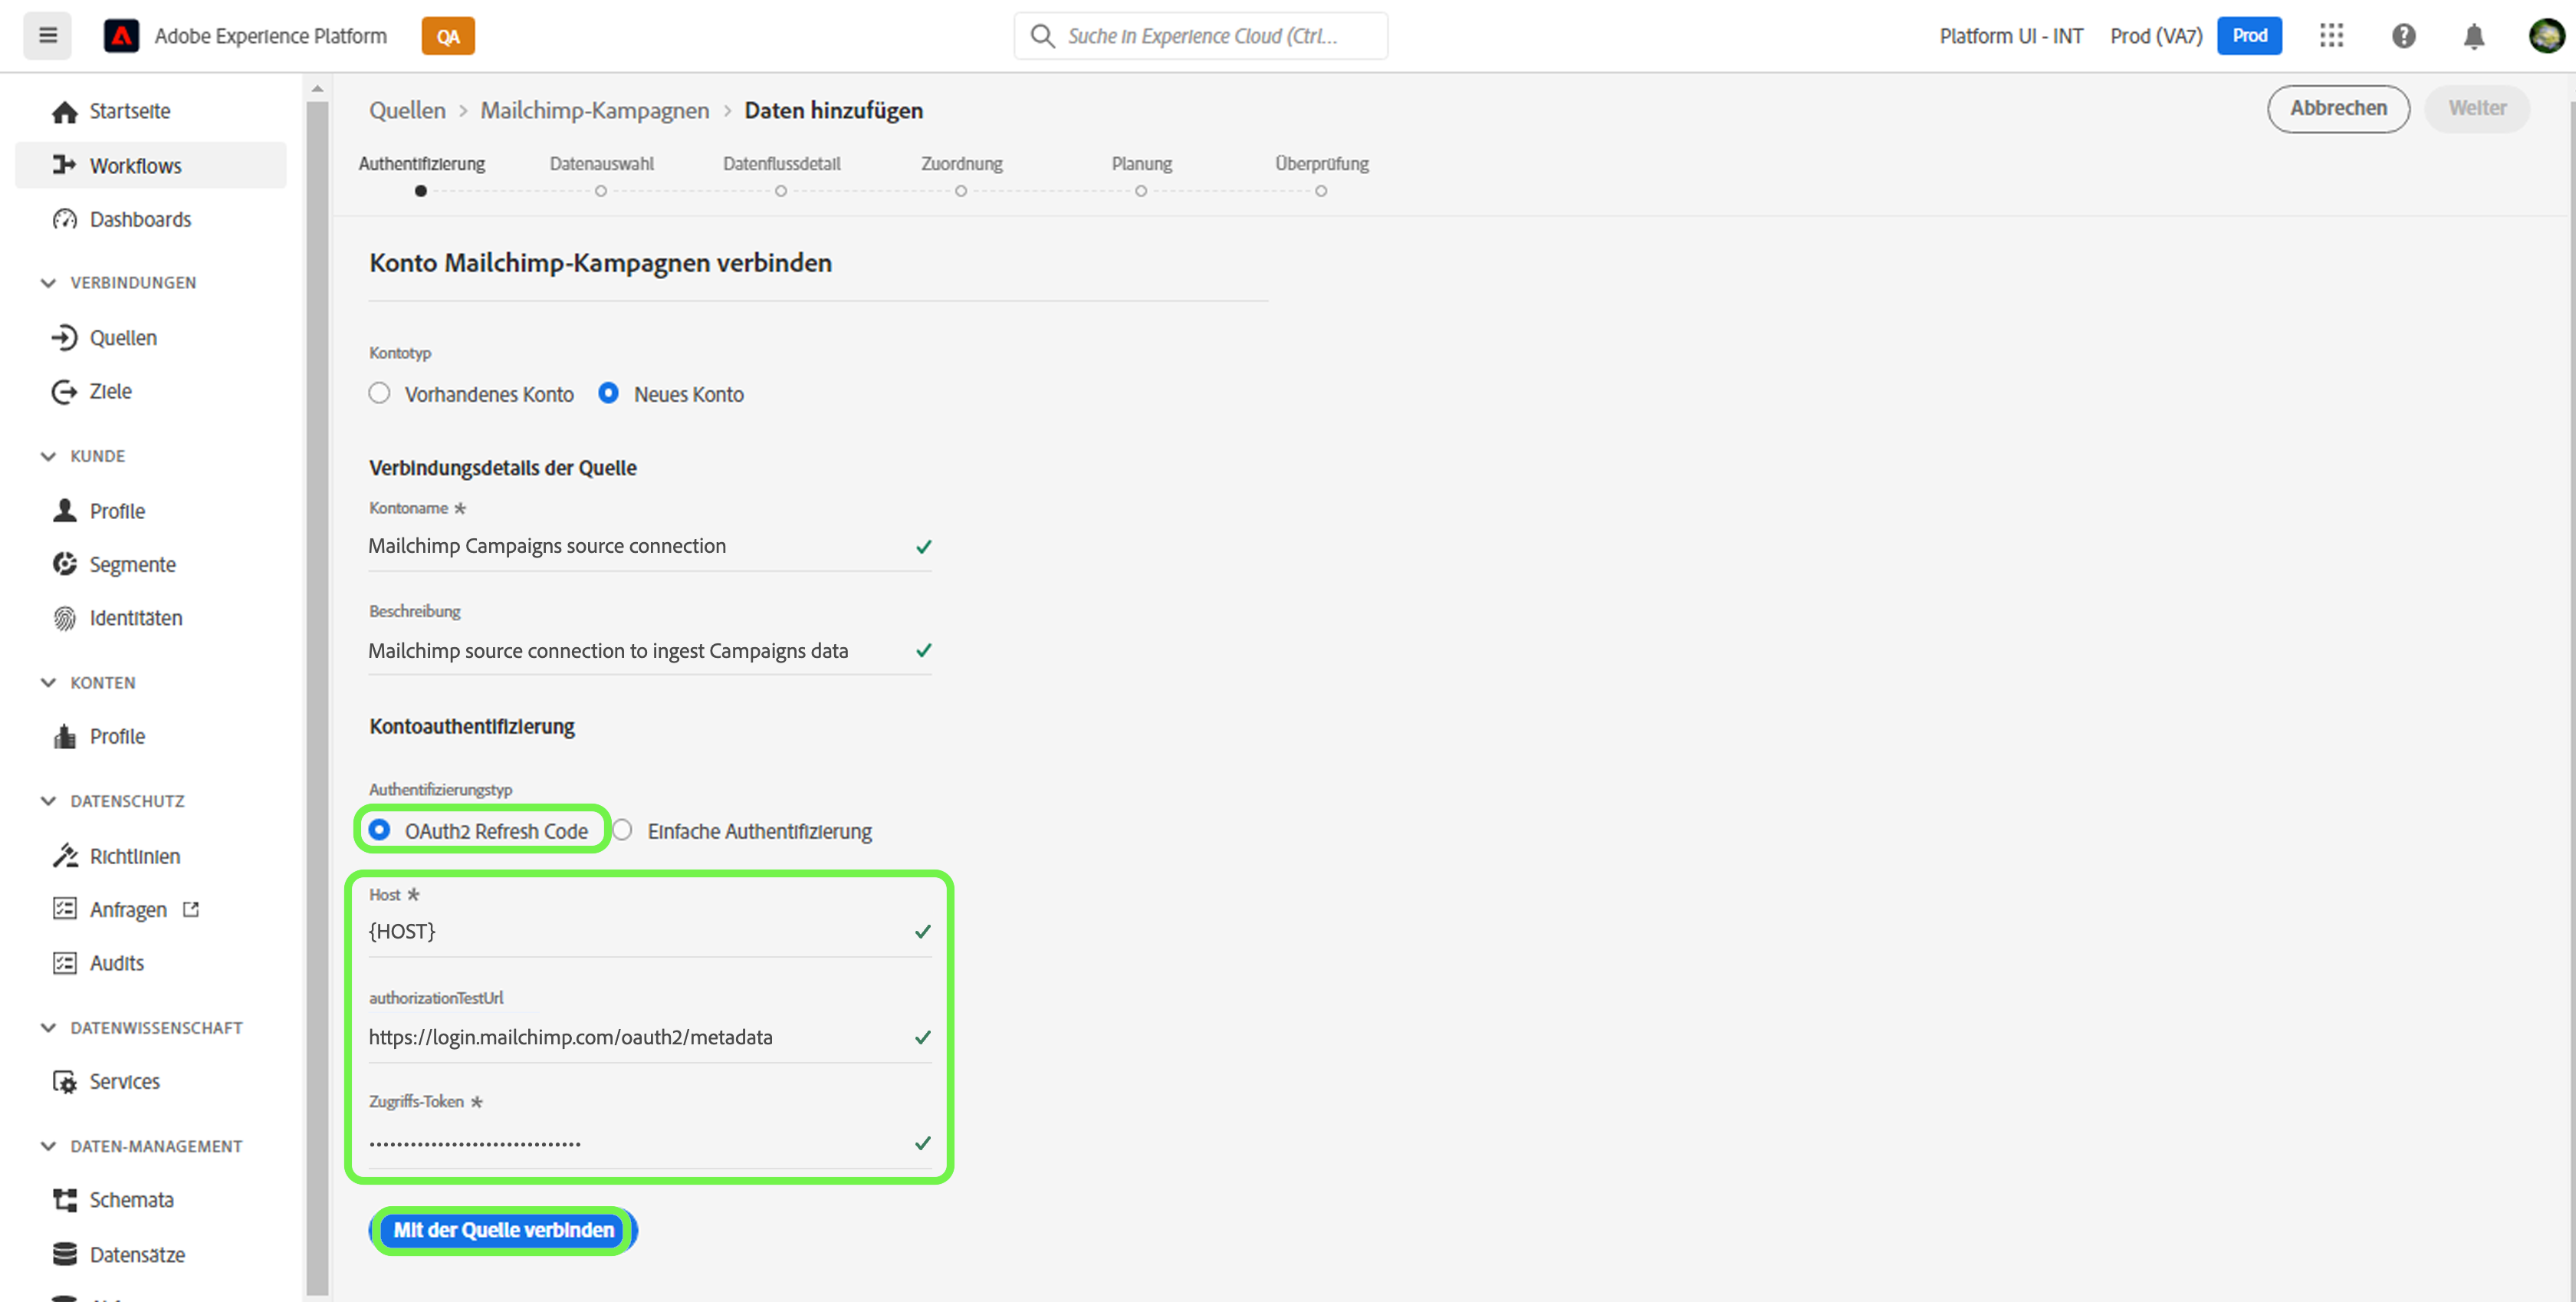 Adobe Experience Platform
QA
Suche in Experience Cloud (Ctrl...
Platform UI - INT
Prod (VA7)
Prod
Startseite
Workflows
Dashboards
VERBINDUNGEN
Quellen
Ziele
KUNDE
Profile
Segmente
Identitäten
KONTEN
Profile
DATENSCHUTZ
Richtlinien
Anfragen
Audits
DATENWISSENSCHAFT
Services
DATEN-MANAGEMENT
Schemata
Datensätze
Quellen > Mailchimp-Kampagnen > Daten hinzufügen
Abbrechen
Weiter
Authentifizierung
Datenauswahl
Datenflussdetail
Zuordnung
Planung
Überprüfung
Konto Mailchimp-Kampagnen verbinden
Kontotyp
Vorhandenes Konto
Neues Konto
Verbindungsdetails der Quelle
Kontoname *
Mailchimp Campaigns source connection
Beschreibung
Mailchimp source connection to ingest Campaigns data
Kontoauthentifizierung
Authentifizierungstyp
OAuth2 Refresh Code
Einfache Authentifizierung
Host *
{HOST}
authorizationTestUrl
https://login.mailchimp.com/oauth2/metadata
Zugriffs-Token *
Mit der Quelle verbinden